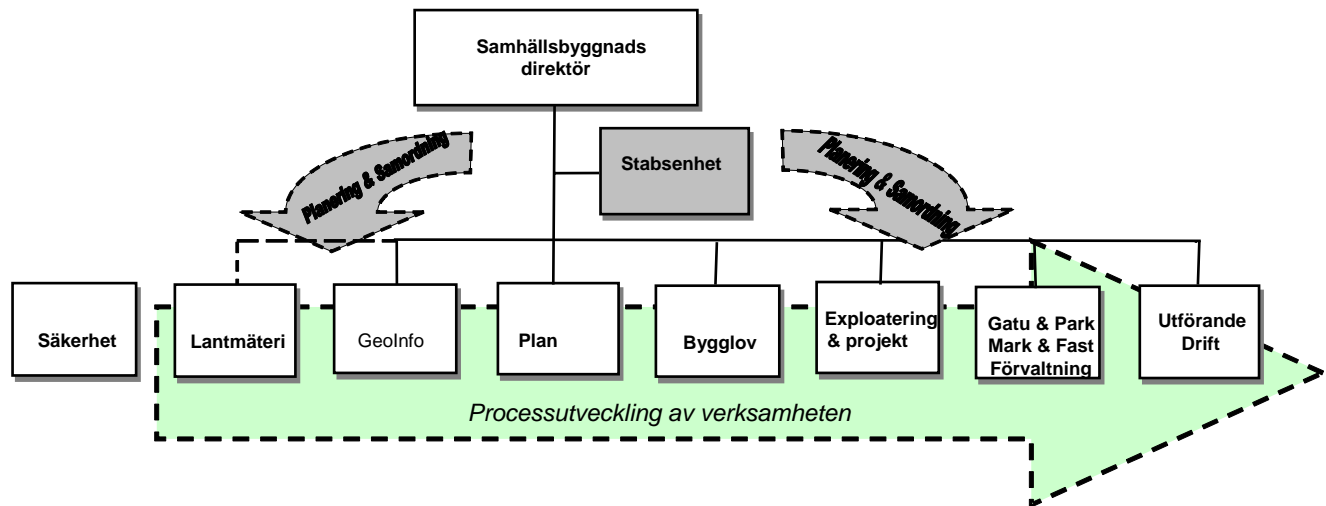 Samhällsbyggnads
direktör
Planering & Samordning
Stabsenhet
Planering & Samordning
Säkerhet
Lantmäteri
GeoInfo
Plan
Bygglov
Exploatering
& projekt
Gatu & Park
Mark & Fast
Förvaltning
Utförande
Drift
Processutveckling av verksamheten